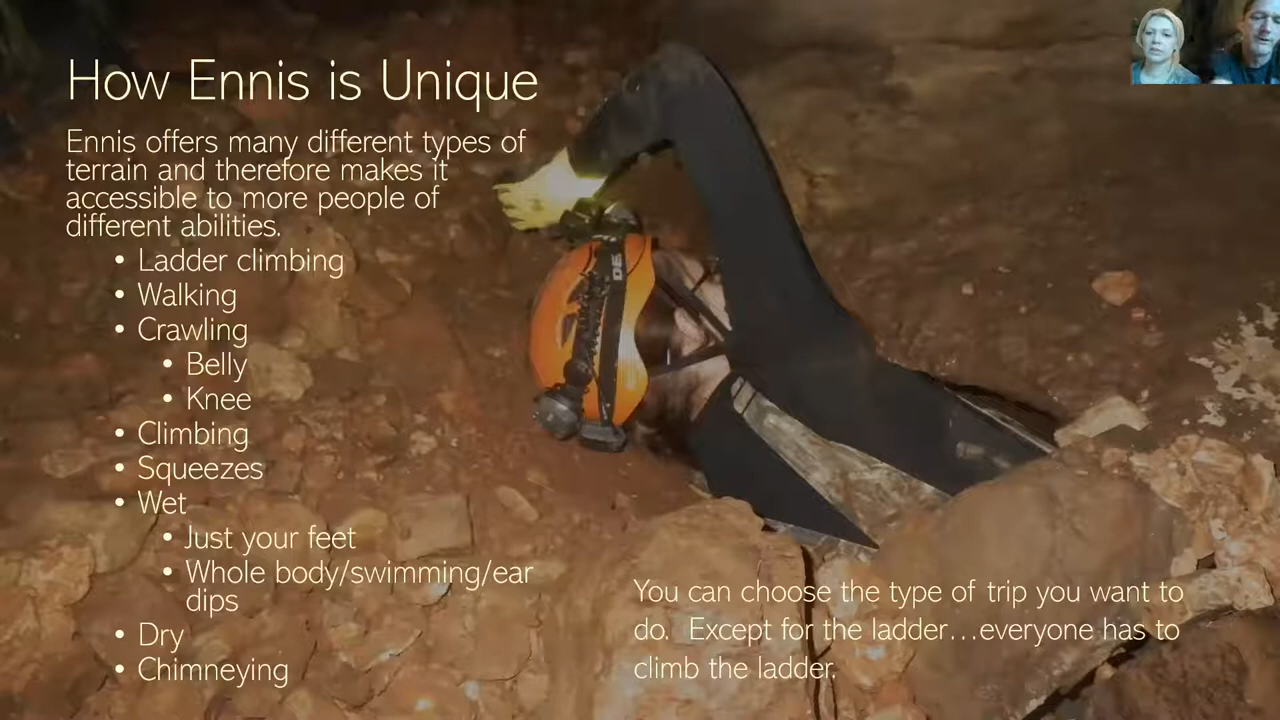 How Ennis is Unique
Ennis offers many different types of
terrain and therefore makes it
accessible to more people of
different abilities.
• Ladder climbing
• Walking
• Crawling
• Belly
• Knee
• Climbing
• Squeezes
• Wet
• Just your feet
• Whole body/swimming/ear
dips
• Dry
• Chimneying
You can choose the type of trip you want to
do.  Except for the ladder…everyone has to
climb the ladder.